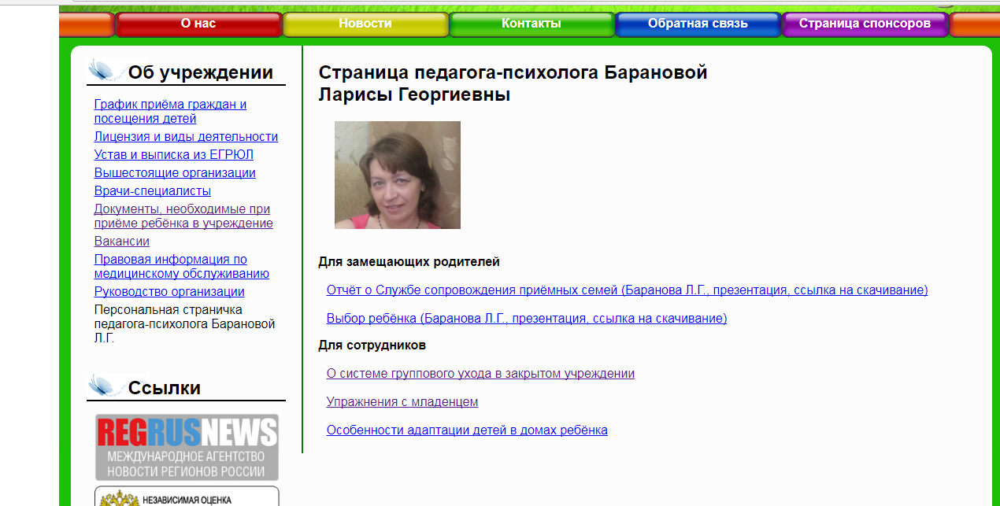 О нас
Новости
Контакты
Обратная связь
Страница спонсоров
Об учреждении
График приёма граждан и
посещения детей
Лицензия и виды деятельности
Устав и выписка из ЕГРЮЛ
Вышестоящие организации
Врачи-специалисты
Документы, необходимые при
приёме ребёнка в учреждение
Вакансии
Правовая информация по
медицинскому обслуживанию
Руководство организации
Персональная страничка
педагога-психолога Барановой
Л.Г.
Ссылки
REGRUSNEWS
МЕЖДУНАРОДНОЕ АГЕНТСТВО
НОВОСТИ РЕГИОНОВ РОССИИ
НЕЗАВИСИМАЯ ОЦЕНКА
Страница педагога-психолога Барановой
Ларисы Георгиевны
Для замещающих родителей
Отчёт о Службе сопровождения приёмных семей (Баранова Л.Г., презентация, ссылка на скачивание)
Выбор ребёнка (Баранова Л.Г., презентация, ссылка на скачивание)
Для сотрудников
О системе группового ухода в закрытом учреждении
Упражнения с младенцем
Особенности адаптации детей в домах ребёнка